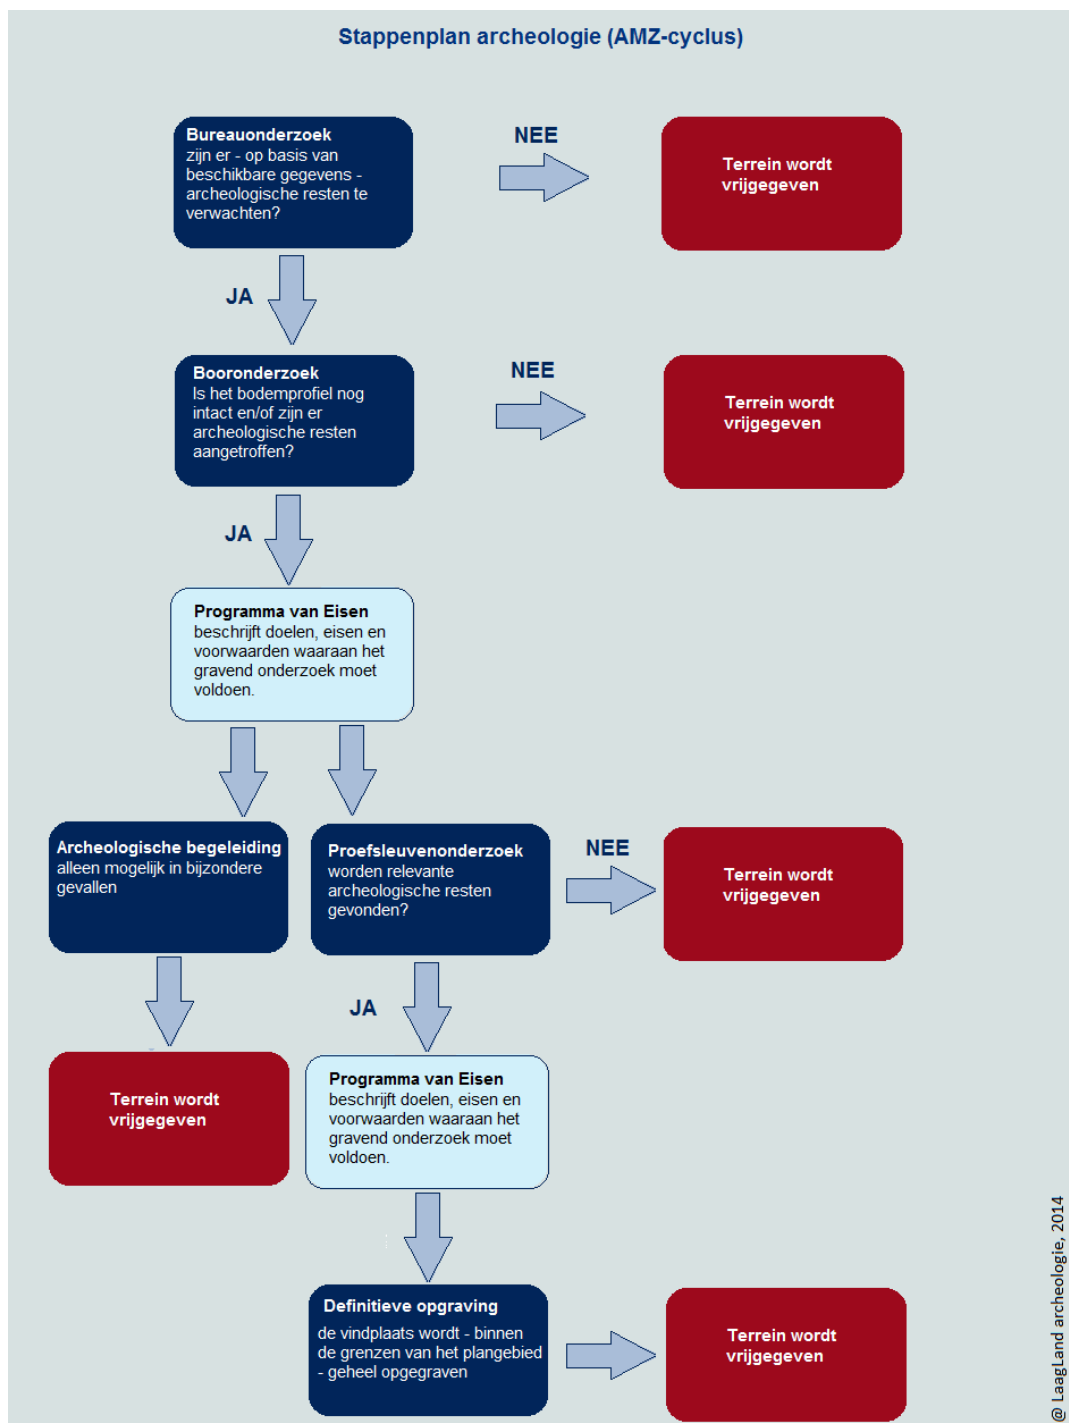 Stappenplan archeologie (AMZ-cyclus)
Bureauonderzoek
zijn er - op basis van
beschikbare gegevens -
archeologische resten te
verwachten?
NEE
Terrein wordt
vrijgegeven
JA
Booronderzoek
Is het bodemprofiel nog
intact en/of zijn er
archeologische resten
aangetroffen?
NEE
Terrein wordt
vrijgegeven
JA
Programma van Eisen
beschrijft doelen, eisen en
voorwaarden waaraan het
gravend onderzoek moet
voldoen.
Archeologische begeleiding
alleen mogelijk in bijzondere
gevallen
Proefsleuvenonderzoek
worden relevante
archeologische resten
gevonden?
NEE
Terrein wordt
vrijgegeven
JA
Terrein wordt
vrijgegeven
Programma van Eisen
beschrijft doelen, eisen en
voorwaarden waaraan het
gravend onderzoek moet
voldoen.
Definitieve opgraving
de vindplaats wordt - binnen
de grenzen van het plangebied
- geheel opgegraven
Terrein wordt
vrijgegeven
@ LaagLand archeologie, 2014